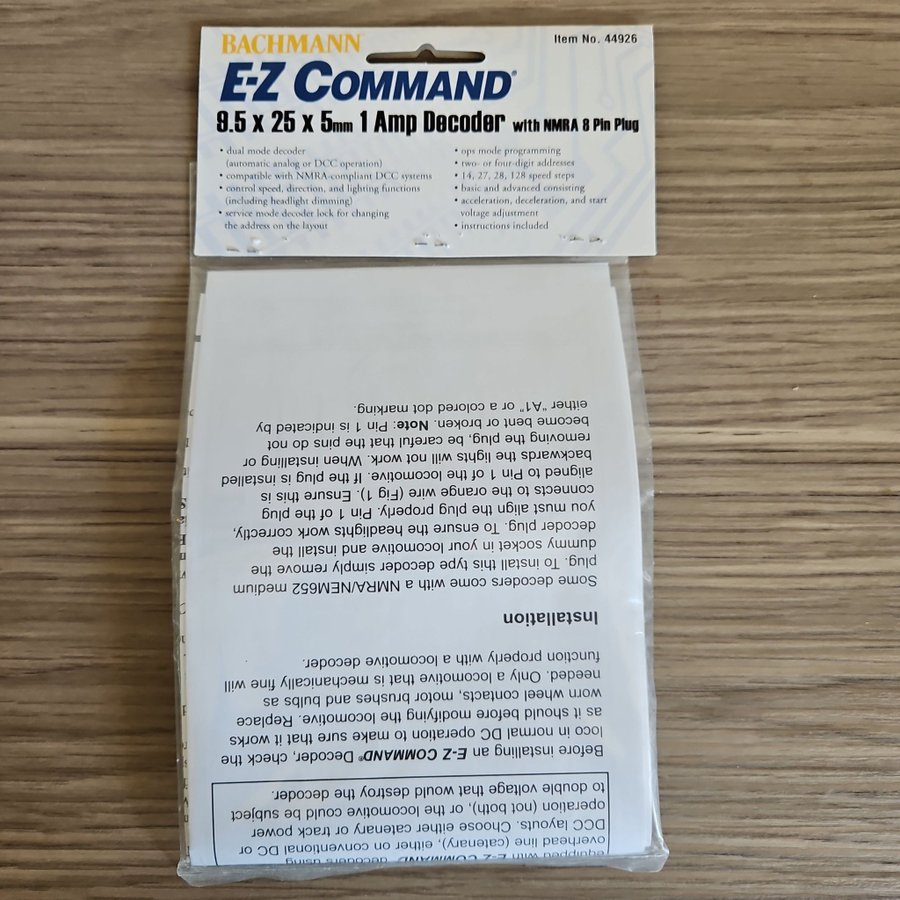 BACHMANN
Item No. 44926
E-Z COMMAND®
9.5 x 25 x 5mm 1 Amp Decoder with NMRA 8 Pin Plug
• dual mode decoder
(automatic analog or DCC operation)
• compatible with NMRA-compliant DCC systems
• control speed, direction, and lighting functions
(including headlight dimming)
• service mode decoder lock for changing
the address on the layout
• ops mode programming
• two- or four-digit addresses
• 14, 27, 28, 128 speed steps
• basic and advanced consisting
• acceleration, deceleration, and start
voltage adjustment
• instructions included
equipped with E-Z COMMAND decoders using
overhead line (catenary), either on conventional DC or
DCC layouts. Choose either catenary or track power
operation (not both), or the locomotive could be subject
to double voltage that would destroy the decoder.
Before installing an E-Z COMMAND® Decoder, check the
loco in normal DC operation to make sure that it works
as it should before modifying the locomotive. Replace
worn wheel contacts, motor brushes and bulbs as
needed. Only a locomotive that is mechanically fine will
function properly with a locomotive decoder.
Installation
Some decoders come with a NMRA/NEM652 medium
plug. To install this type decoder simply remove the
dummy socket in your locomotive and install the
decoder plug. To ensure the headlights work correctly,
you must align the plug properly. Pin 1 of the plug
connects to the orange wire (Fig 1). Ensure this is
aligned to Pin 1 of the locomotive. If the plug is installed
backwards the lights will not work. When installing or
removing the plug, be careful that the pins do not
become bent or broken. Note: Pin 1 is indicated by
either "A1" or a colored dot marking.